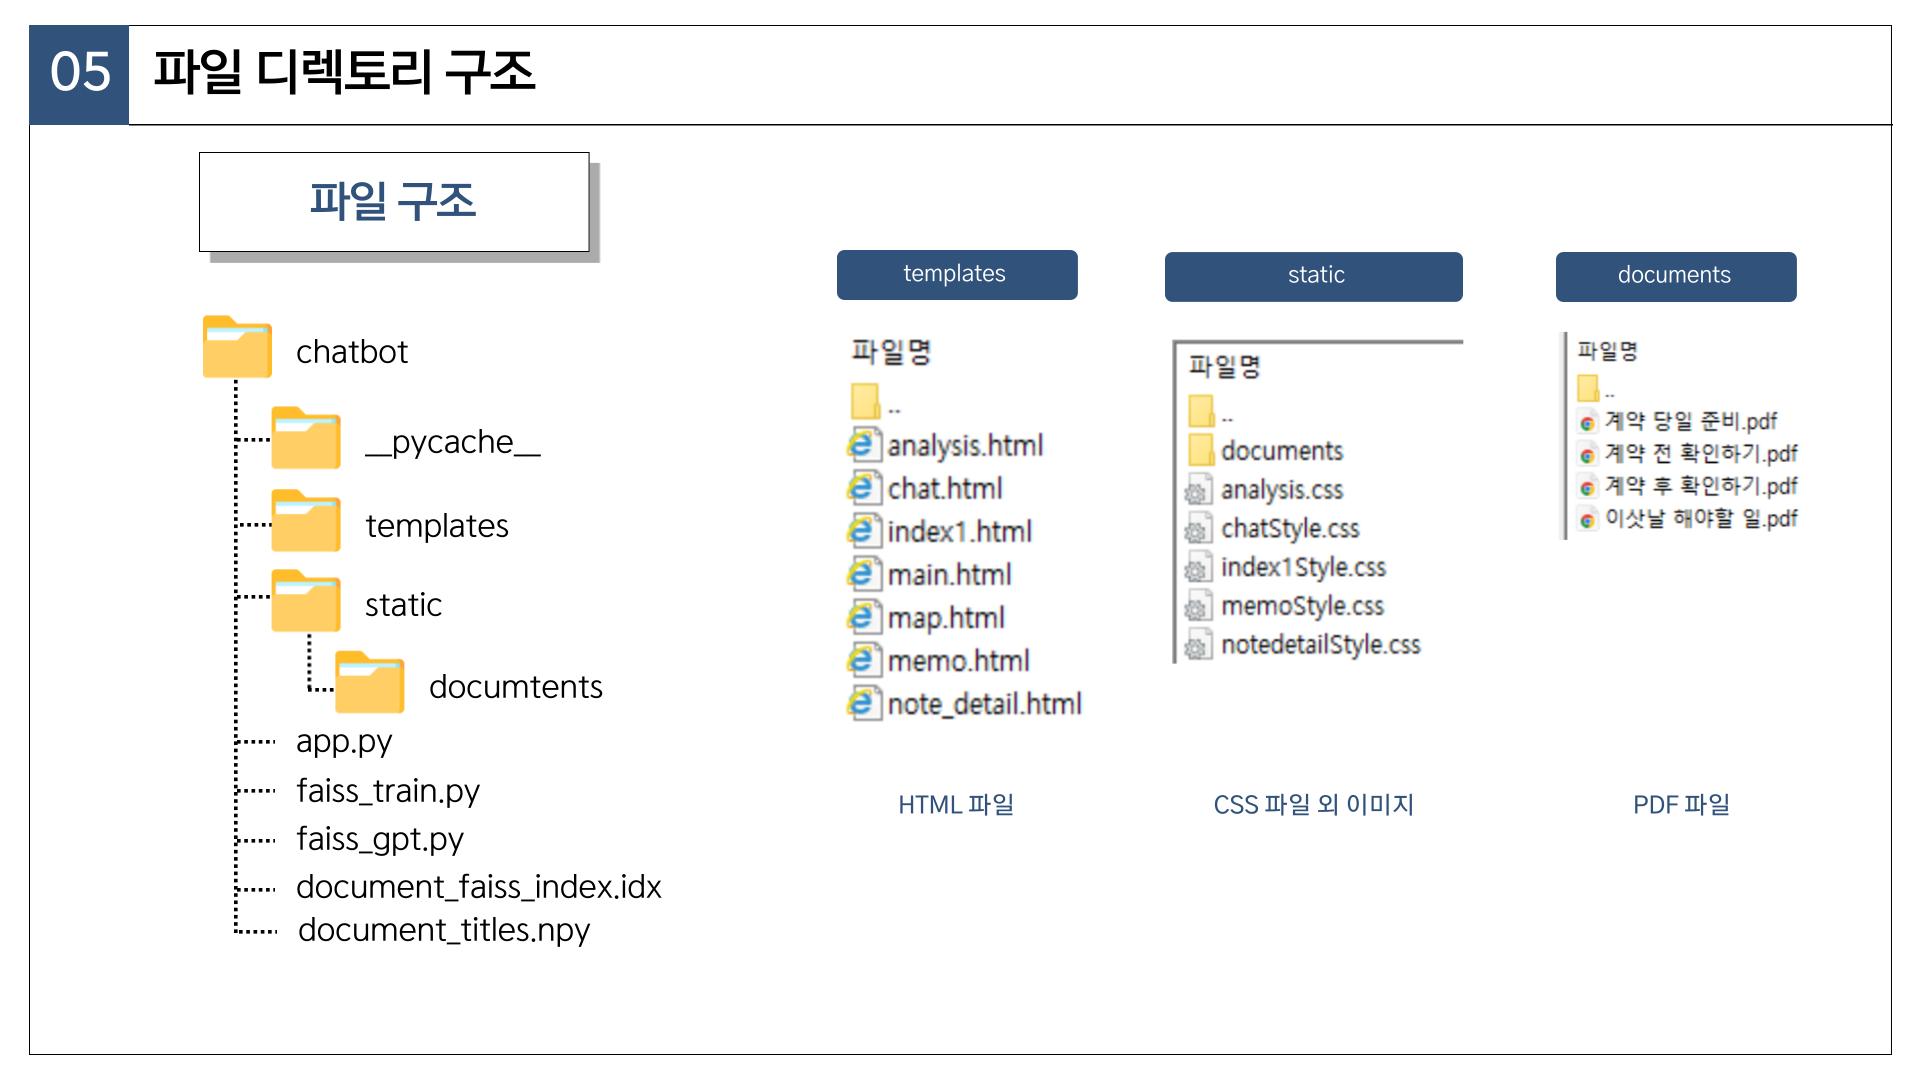 05
파일 디렉토리 구조
파일 구조
chatbot
__pycache__
templates
static
documtents
app.py
faiss_train.py
faiss_gpt.py
document_faiss_index.idx
document_titles.npy
templates
파일명
..
analysis.html
chat.html
index1.html
main.html
map.html
memo.html
note_detail.html
HTML 파일
static
파일명
..
documents
analysis.css
chatStyle.css
index1Style.css
memoStyle.css
notedetailStyle.css
CSS 파일 외 이미지
documents
파일명
..
계약 당일 준비.pdf
계약 전 확인하기.pdf
계약 후 확인하기.pdf
이삿날 해야할 일.pdf
PDF 파일